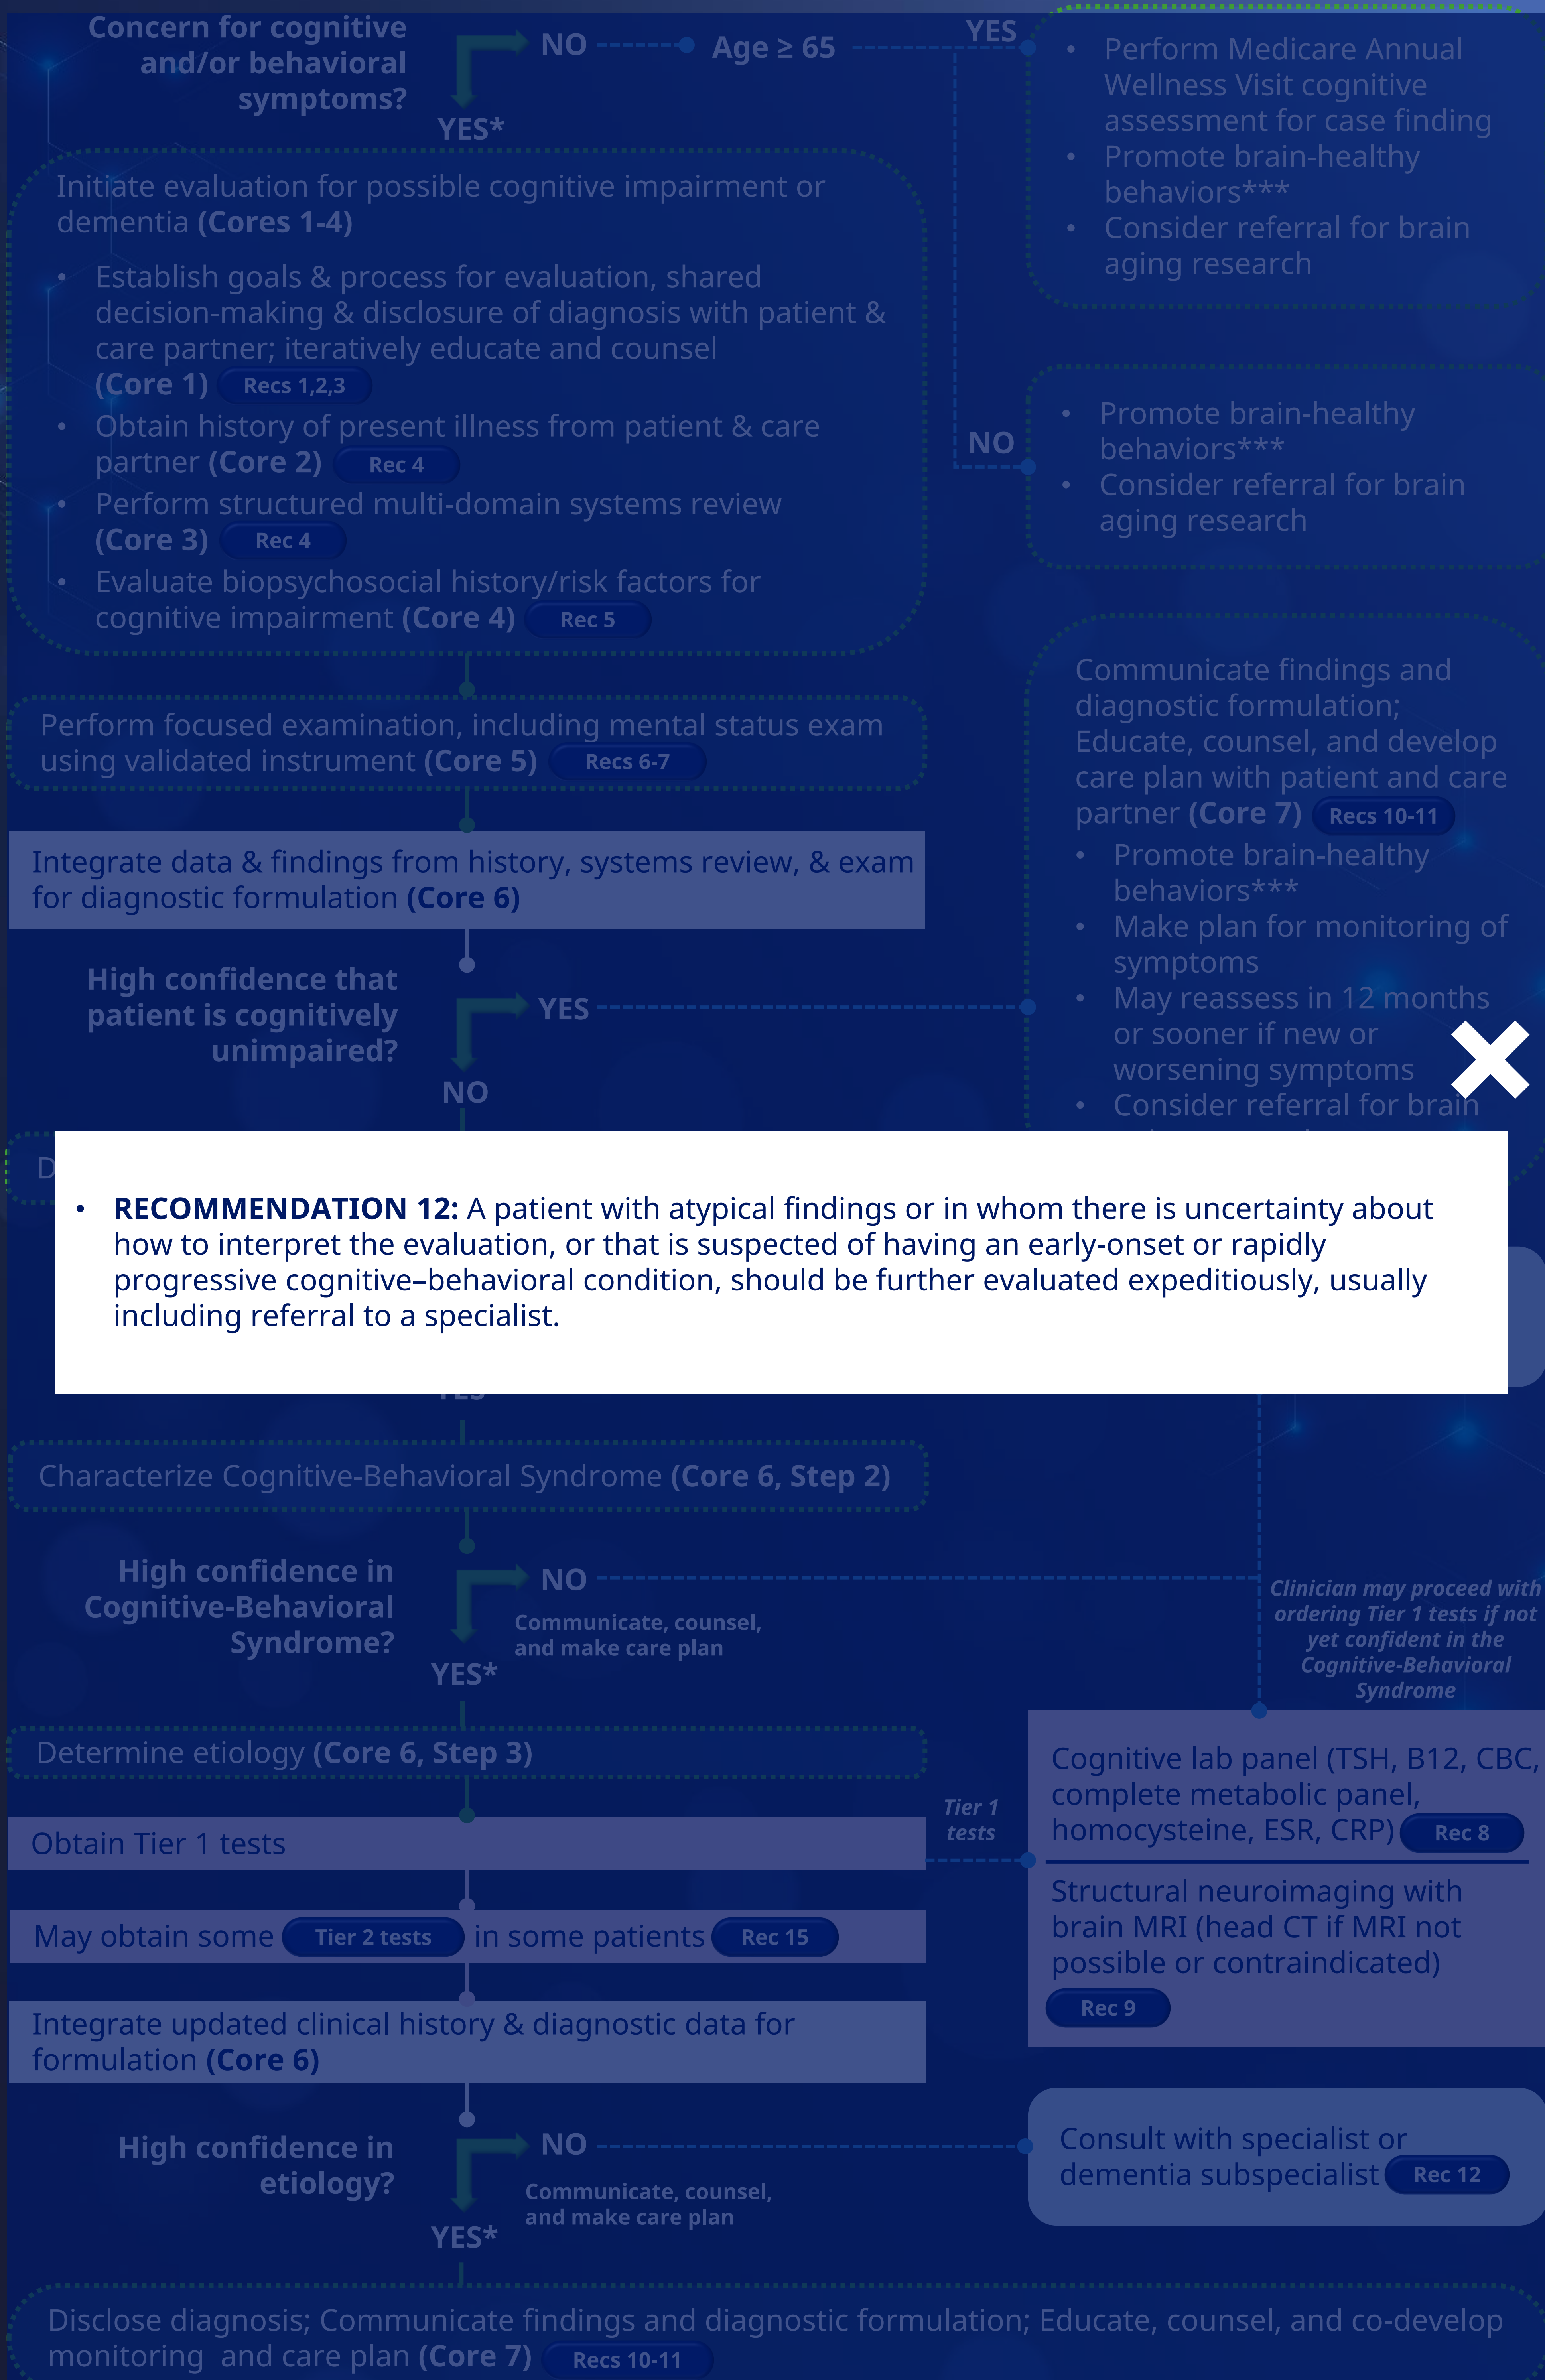 Concern for cognitive
and/or behavioral
symptoms?
NO
Age ≥ 65
YES
YES*
• Perform Medicare Annual
Wellness Visit cognitive
assessment for case finding
• Promote brain-healthy
behaviors***
• Consider referral for brain
aging research
Initiate evaluation for possible cognitive impairment or
dementia (Cores 1-4)
• Establish goals & process for evaluation, shared
decision-making & disclosure of diagnosis with patient &
care partner; iteratively educate and counsel
(Core 1) Recs 1,2,3
• Obtain history of present illness from patient & care
partner (Core 2) Rec 4
• Perform structured multi-domain systems review
(Core 3) Rec 4
• Evaluate biopsychosocial history/risk factors for
cognitive impairment (Core 4) Rec 5
NO
• Promote brain-healthy
behaviors***
• Consider referral for brain
aging research
Perform focused examination, including mental status exam
using validated instrument (Core 5) Recs 6-7
Communicate findings and
diagnostic formulation;
Educate, counsel, and develop
care plan with patient and care
partner (Core 7) Recs 10-11
• Promote brain-healthy
behaviors***
• Make plan for monitoring of
symptoms
• May reassess in 12 months
or sooner if new or
worsening symptoms
• Consider referral for brain
Integrate data & findings from history, systems review, & exam
for diagnostic formulation (Core 6)
High confidence that
patient is cognitively
unimpaired?
YES
NO
D
• RECOMMENDATION 12: A patient with atypical findings or in whom there is uncertainty about
how to interpret the evaluation, or that is suspected of having an early-onset or rapidly
progressive cognitive–behavioral condition, should be further evaluated expeditiously, usually
including referral to a specialist.
Characterize Cognitive-Behavioral Syndrome (Core 6, Step 2)
High confidence in
Cognitive-Behavioral
Syndrome?
NO
Communicate, counsel,
and make care plan
YES*
Clinician may proceed with
ordering Tier 1 tests if not
yet confident in the
Cognitive-Behavioral
Syndrome
Determine etiology (Core 6, Step 3)
Obtain Tier 1 tests
Tier 1
tests
Cognitive lab panel (TSH, B12, CBC,
complete metabolic panel,
homocysteine, ESR, CRP) Rec 8
Structural neuroimaging with
brain MRI (head CT if MRI not
possible or contraindicated)
Rec 9
May obtain some Tier 2 tests in some patients Rec 15
Integrate updated clinical history & diagnostic data for
formulation (Core 6)
High confidence in
etiology?
NO
Communicate, counsel,
and make care plan
YES*
Consult with specialist or
dementia subspecialist Rec 12
Disclose diagnosis; Communicate findings and diagnostic formulation; Educate, counsel, and co-develop
monitoring and care plan (Core 7) Recs 10-11